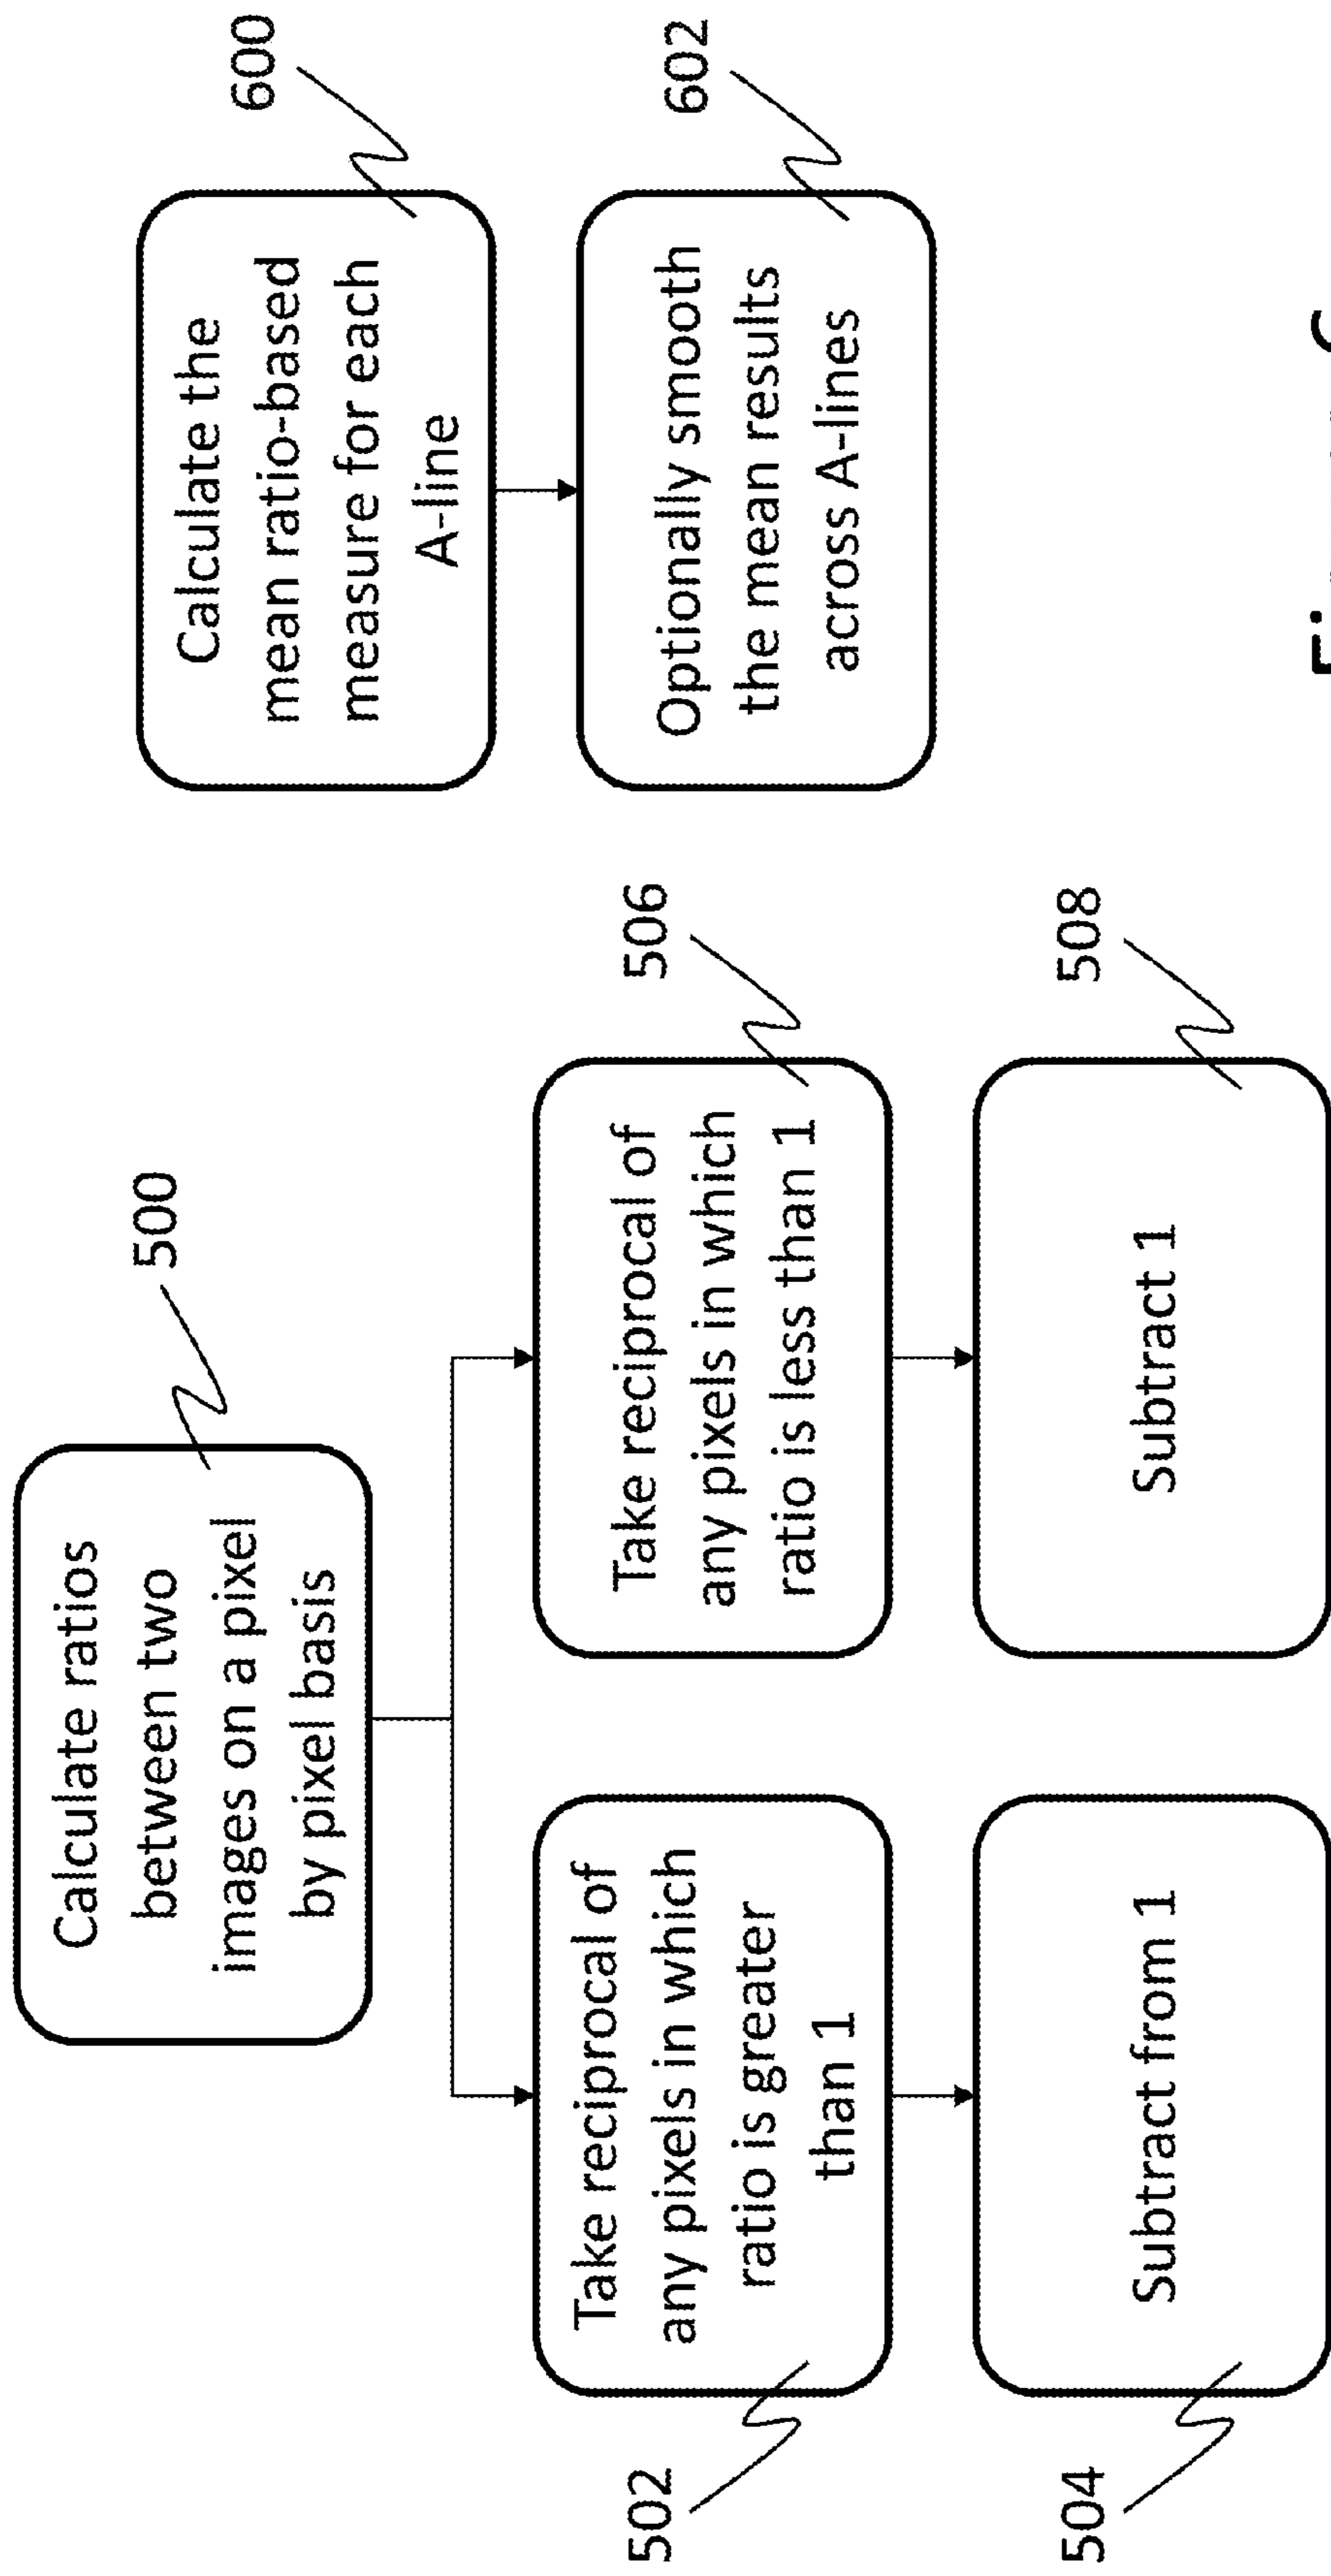 500
Calculate ratios
between two
images on a pixel
by pixel basis
502
Take reciprocal of
any pixels in which
ratio is greater
than 1
506
Take reciprocal of
any pixels in which
ratio is less than 1
504
Subtract from 1
508
Subtract 1
600
Calculate the
mean ratio-based
measure for each
A-line
602
Optionally smooth
the mean results
across A-lines